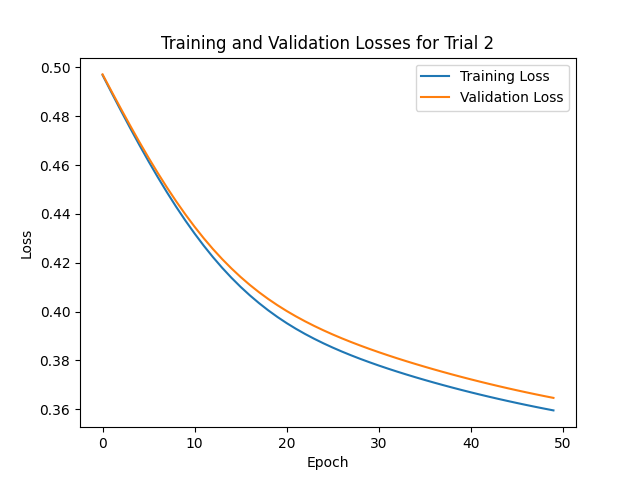 Training and Validation Losses for Trial 2
Training Loss
Validation Loss
0.50
0.48
0.46
0.44
0.42
0.40
0.38
0.36
Loss
0 10 20 30 40 50
Epoch